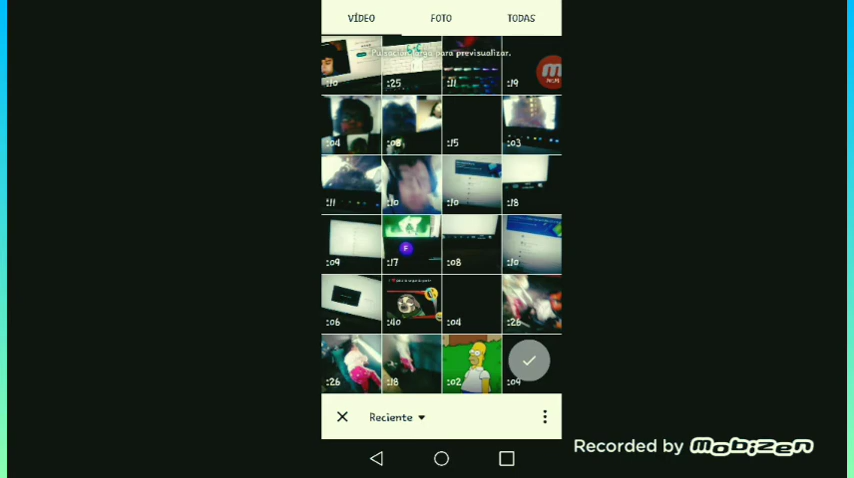 VÍDEO FOTO TODAS
para previsualizar.
:10 :25 :11 :19
:04 :08 :15 :03
:11 :10 :10 :18
:09 :17 :08 :10
F
:06 :40 :04 :26
:26 :18 :02 :04
Reciente
Recorded by mobizen